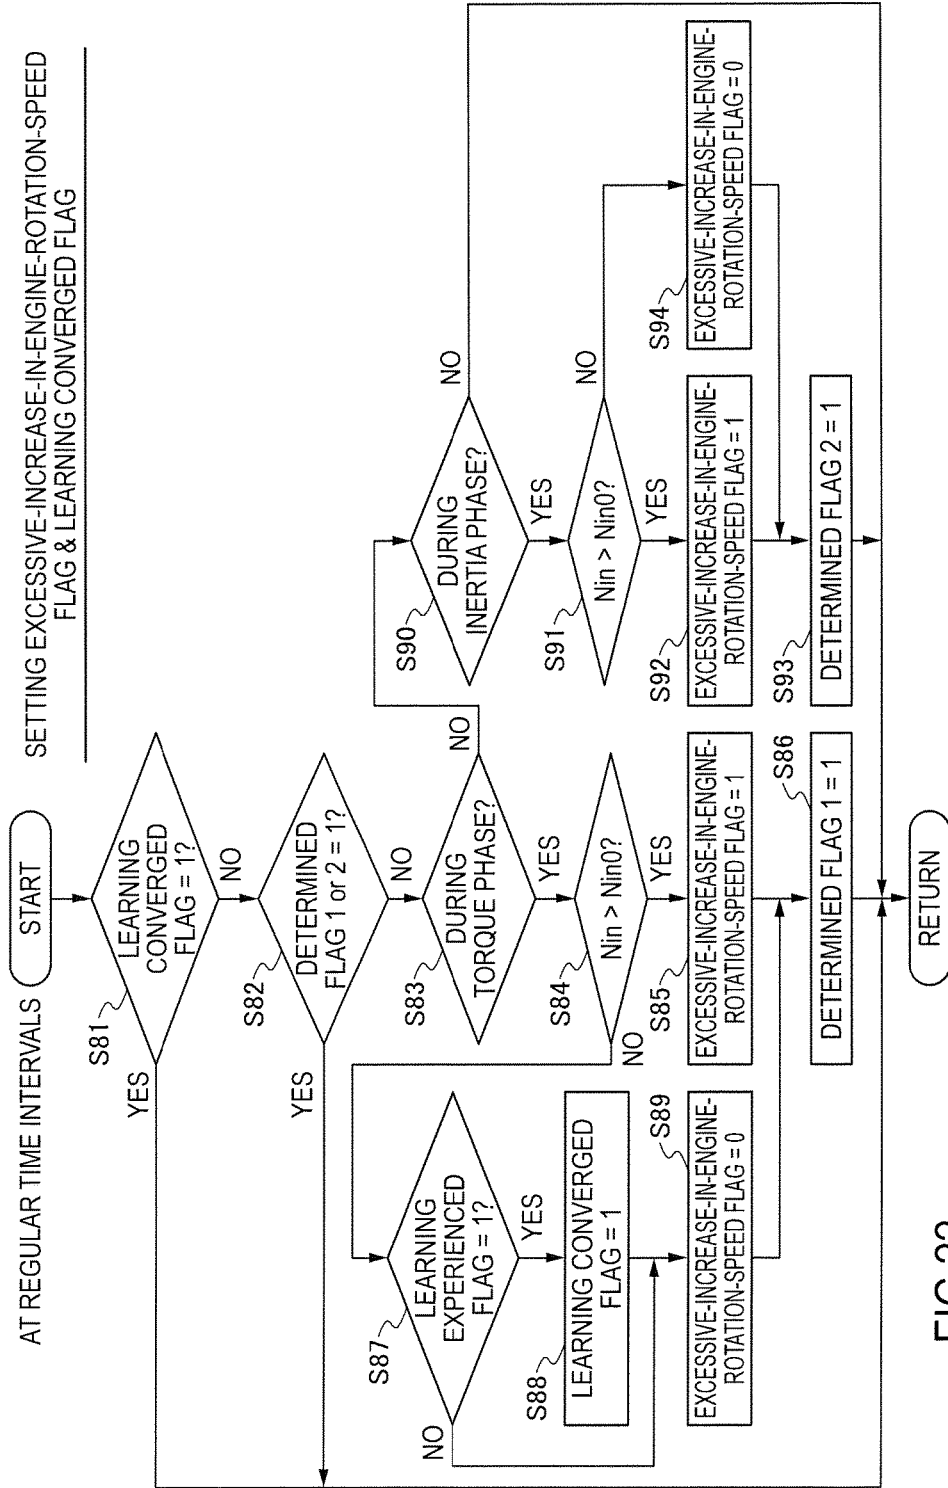 SETTING EXCESSIVE-INCREASE-IN-ENGINE-ROTATION-SPEED
FLAG & LEARNING CONVERGED FLAG
AT REGULAR TIME INTERVALS
START
S81
LEARNING
CONVERGED
FLAG = 1?
YES
NO
S82
DETERMINED
FLAG 1 or 2 = 1?
YES
NO
S83
DURING
TORQUE PHASE?
NO
YES
S84
Nin > Nin0?
NO
YES
S85
EXCESSIVE-INCREASE-IN-ENGINE-
ROTATION-SPEED FLAG = 1
S86
DETERMINED FLAG 1 = 1
S87
LEARNING
EXPERIENCED
FLAG = 1?
NO
YES
S88
LEARNING CONVERGED
FLAG = 1
S89
EXCESSIVE-INCREASE-IN-ENGINE-
ROTATION-SPEED FLAG = 0
S90
DURING
INERTIA PHASE?
NO
YES
S91
Nin > Nin0?
NO
YES
S92
EXCESSIVE-INCREASE-IN-ENGINE-
ROTATION-SPEED FLAG = 1
S93
DETERMINED FLAG 2 = 1
S94
EXCESSIVE-INCREASE-IN-ENGINE-
ROTATION-SPEED FLAG = 0
RETURN